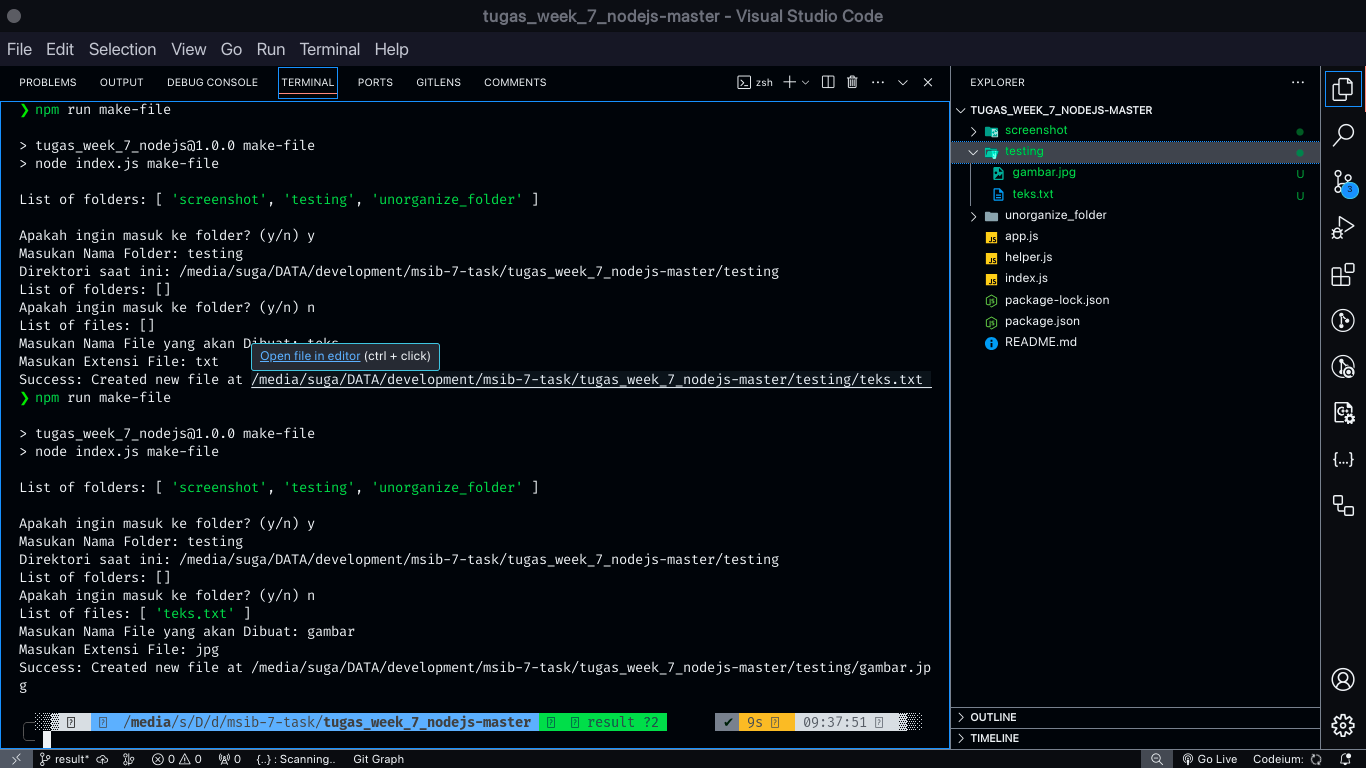 tugas_week_7_nodejs-master - Visual Studio Code
File Edit Selection View Go Run Terminal Help
PROBLEMS OUTPUT DEBUG CONSOLE TERMINAL PORTS GITLENS COMMENTS
zsh
❯ npm run make-file
> tugas_week_7_nodejs@1.0.0 make-file
> node index.js make-file
List of folders: [ 'screenshot', 'testing', 'unorganize_folder' ]
Apakah ingin masuk ke folder? (y/n) y
Masukan Nama Folder: testing
Direktori saat ini: /media/suga/DATA/development/msib-7-task/tugas_week_7_nodejs-master/testing
List of folders: []
Apakah ingin masuk ke folder? (y/n) n
List of files: []
Masukan Nama File yang akan Dibuat: teks
Open file in editor (ctrl + click)
Masukan Extensi File: txt
Success: Created new file at /media/suga/DATA/development/msib-7-task/tugas_week_7_nodejs-master/testing/teks.txt
❯ npm run make-file
> tugas_week_7_nodejs@1.0.0 make-file
> node index.js make-file
List of folders: [ 'screenshot', 'testing', 'unorganize_folder' ]
Apakah ingin masuk ke folder? (y/n) y
Masukan Nama Folder: testing
Direktori saat ini: /media/suga/DATA/development/msib-7-task/tugas_week_7_nodejs-master/testing
List of folders: []
Apakah ingin masuk ke folder? (y/n) n
List of files: [ 'teks.txt' ]
Masukan Nama File yang akan Dibuat: gambar
Masukan Extensi File: jpg
Success: Created new file at /media/suga/DATA/development/msib-7-task/tugas_week_7_nodejs-master/testing/gambar.jp
g
/media/s/D/d/msib-7-task/tugas_week_7_nodejs-master result ?2 ✔ 9s 09:37:51
EXPLORER
TUGAS_WEEK_7_NODEJS-MASTER
screenshot
testing
gambar.jpg U
teks.txt U
unorganize_folder
app.js
helper.js
index.js
package-lock.json
package.json
README.md
OUTLINE
TIMELINE
3
result* 0 0 0 {..} : Scanning.. Git Graph Go Live Codeium: